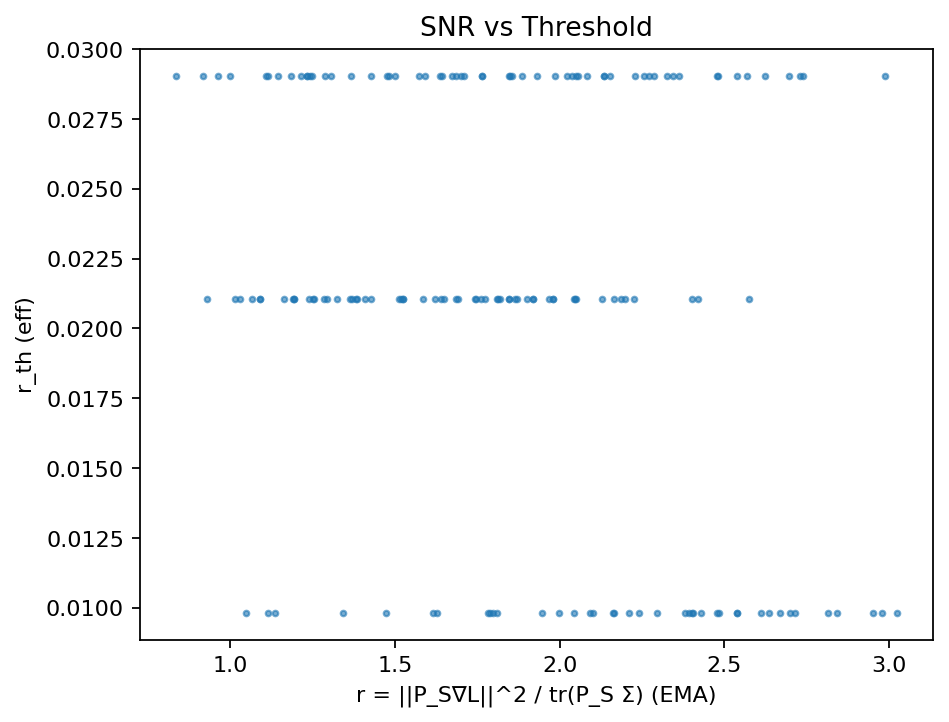 SNR vs Threshold
0.0300
0.0275
0.0250
0.0225
0.0200
0.0175
0.0150
0.0125
0.0100
r_th (eff)
1.0 1.5 2.0 2.5 3.0
r = ||P_S∇L||^2 / tr(P_S Σ) (EMA)